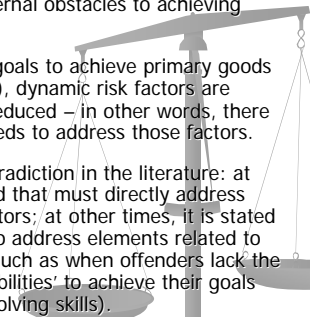 ernal obstacles to achieving
goals to achieve primary goods
), dynamic risk factors are
educed – in other words, there
eds to address those factors.
radiction in the literature: at
d that must directly address
tors; at other times, it is stated
o address elements related to
uch as when offenders lack the
bilities’ to achieve their goals
olving skills).